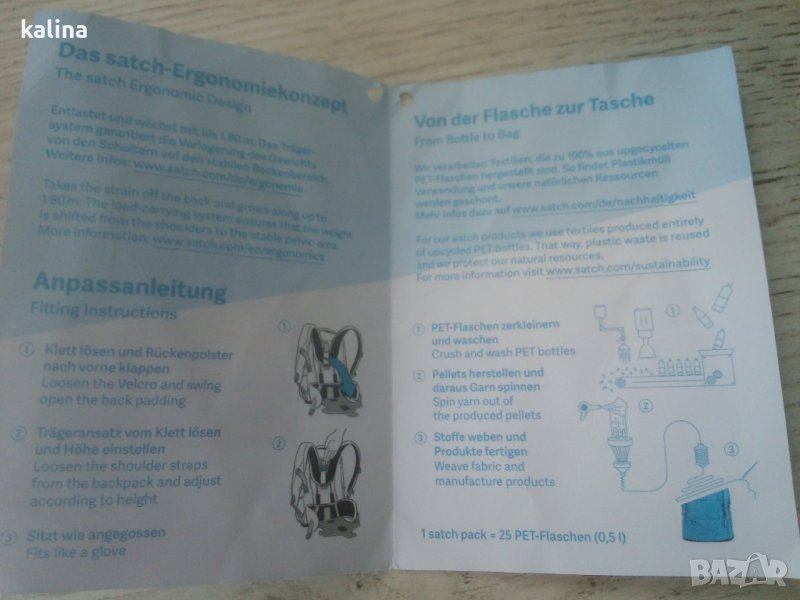 kalina
Das satch-Ergonomiekonzept
The satch Ergonomic Design
Entlastet und wächst mit bis 1,80 m: Das Träger-
system garantiert die Verlagerung des Gewichts
von den Schultern auf den stabilen Beckenbereich.
Weitere Infos: www.satch.com/de/ergonomie
Takes the strain off the back and grows along up to
1.80 m: The load-carrying system ensures that the weight
is shifted from the shoulders to the stable pelvic area.
More information: www.satch.com/en/ergonomics
Anpassanleitung
Fitting Instructions
1 Klett lösen und Rückenpolster
nach vorne klappen
Loosen the Velcro and swing
open the back padding
2 Trägeransatz vom Klett lösen
und Höhe einstellen
Loosen the shoulder straps
from the backpack and adjust
according to height
3 Sitzt wie angegossen
Fits like a glove
1
2
Von der Flasche zur Tasche
From Bottle to Bag
Wir verarbeiten Textilien, die zu 100% aus upgecycelten
PET-Flaschen hergestellt sind. So findet Plastikmüll
Verwendung und unsere natürlichen Ressourcen
werden geschont.
Mehr Infos dazu auf www.satch.com/de/nachhaltigkeit
For our satch products we use textiles produced entirely
of upcycled PET bottles. That way, plastic waste is reused
and we protect our natural resources.
For more information visit www.satch.com/sustainability
1 PET-Flaschen zerkleinern
und waschen
Crush and wash PET bottles
2 Pellets herstellen und
daraus Garn spinnen
Spin yarn out of
the produced pellets
3 Stoffe weben und
Produkte fertigen
Weave fabric and
manufacture products
1
2
3
1 satch pack = 25 PET-Flaschen (0,5 l)
BAZAR